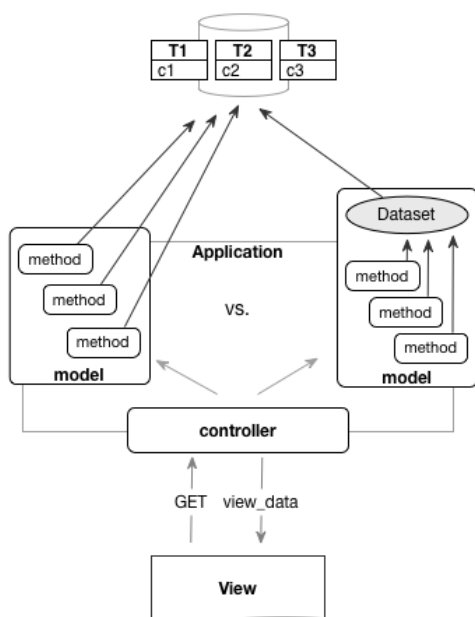 T1 T2 T3
c1 c2 c3
Dataset
Application
method
method
method
model
vs.
method
method
method
model
controller
GET view_data
View